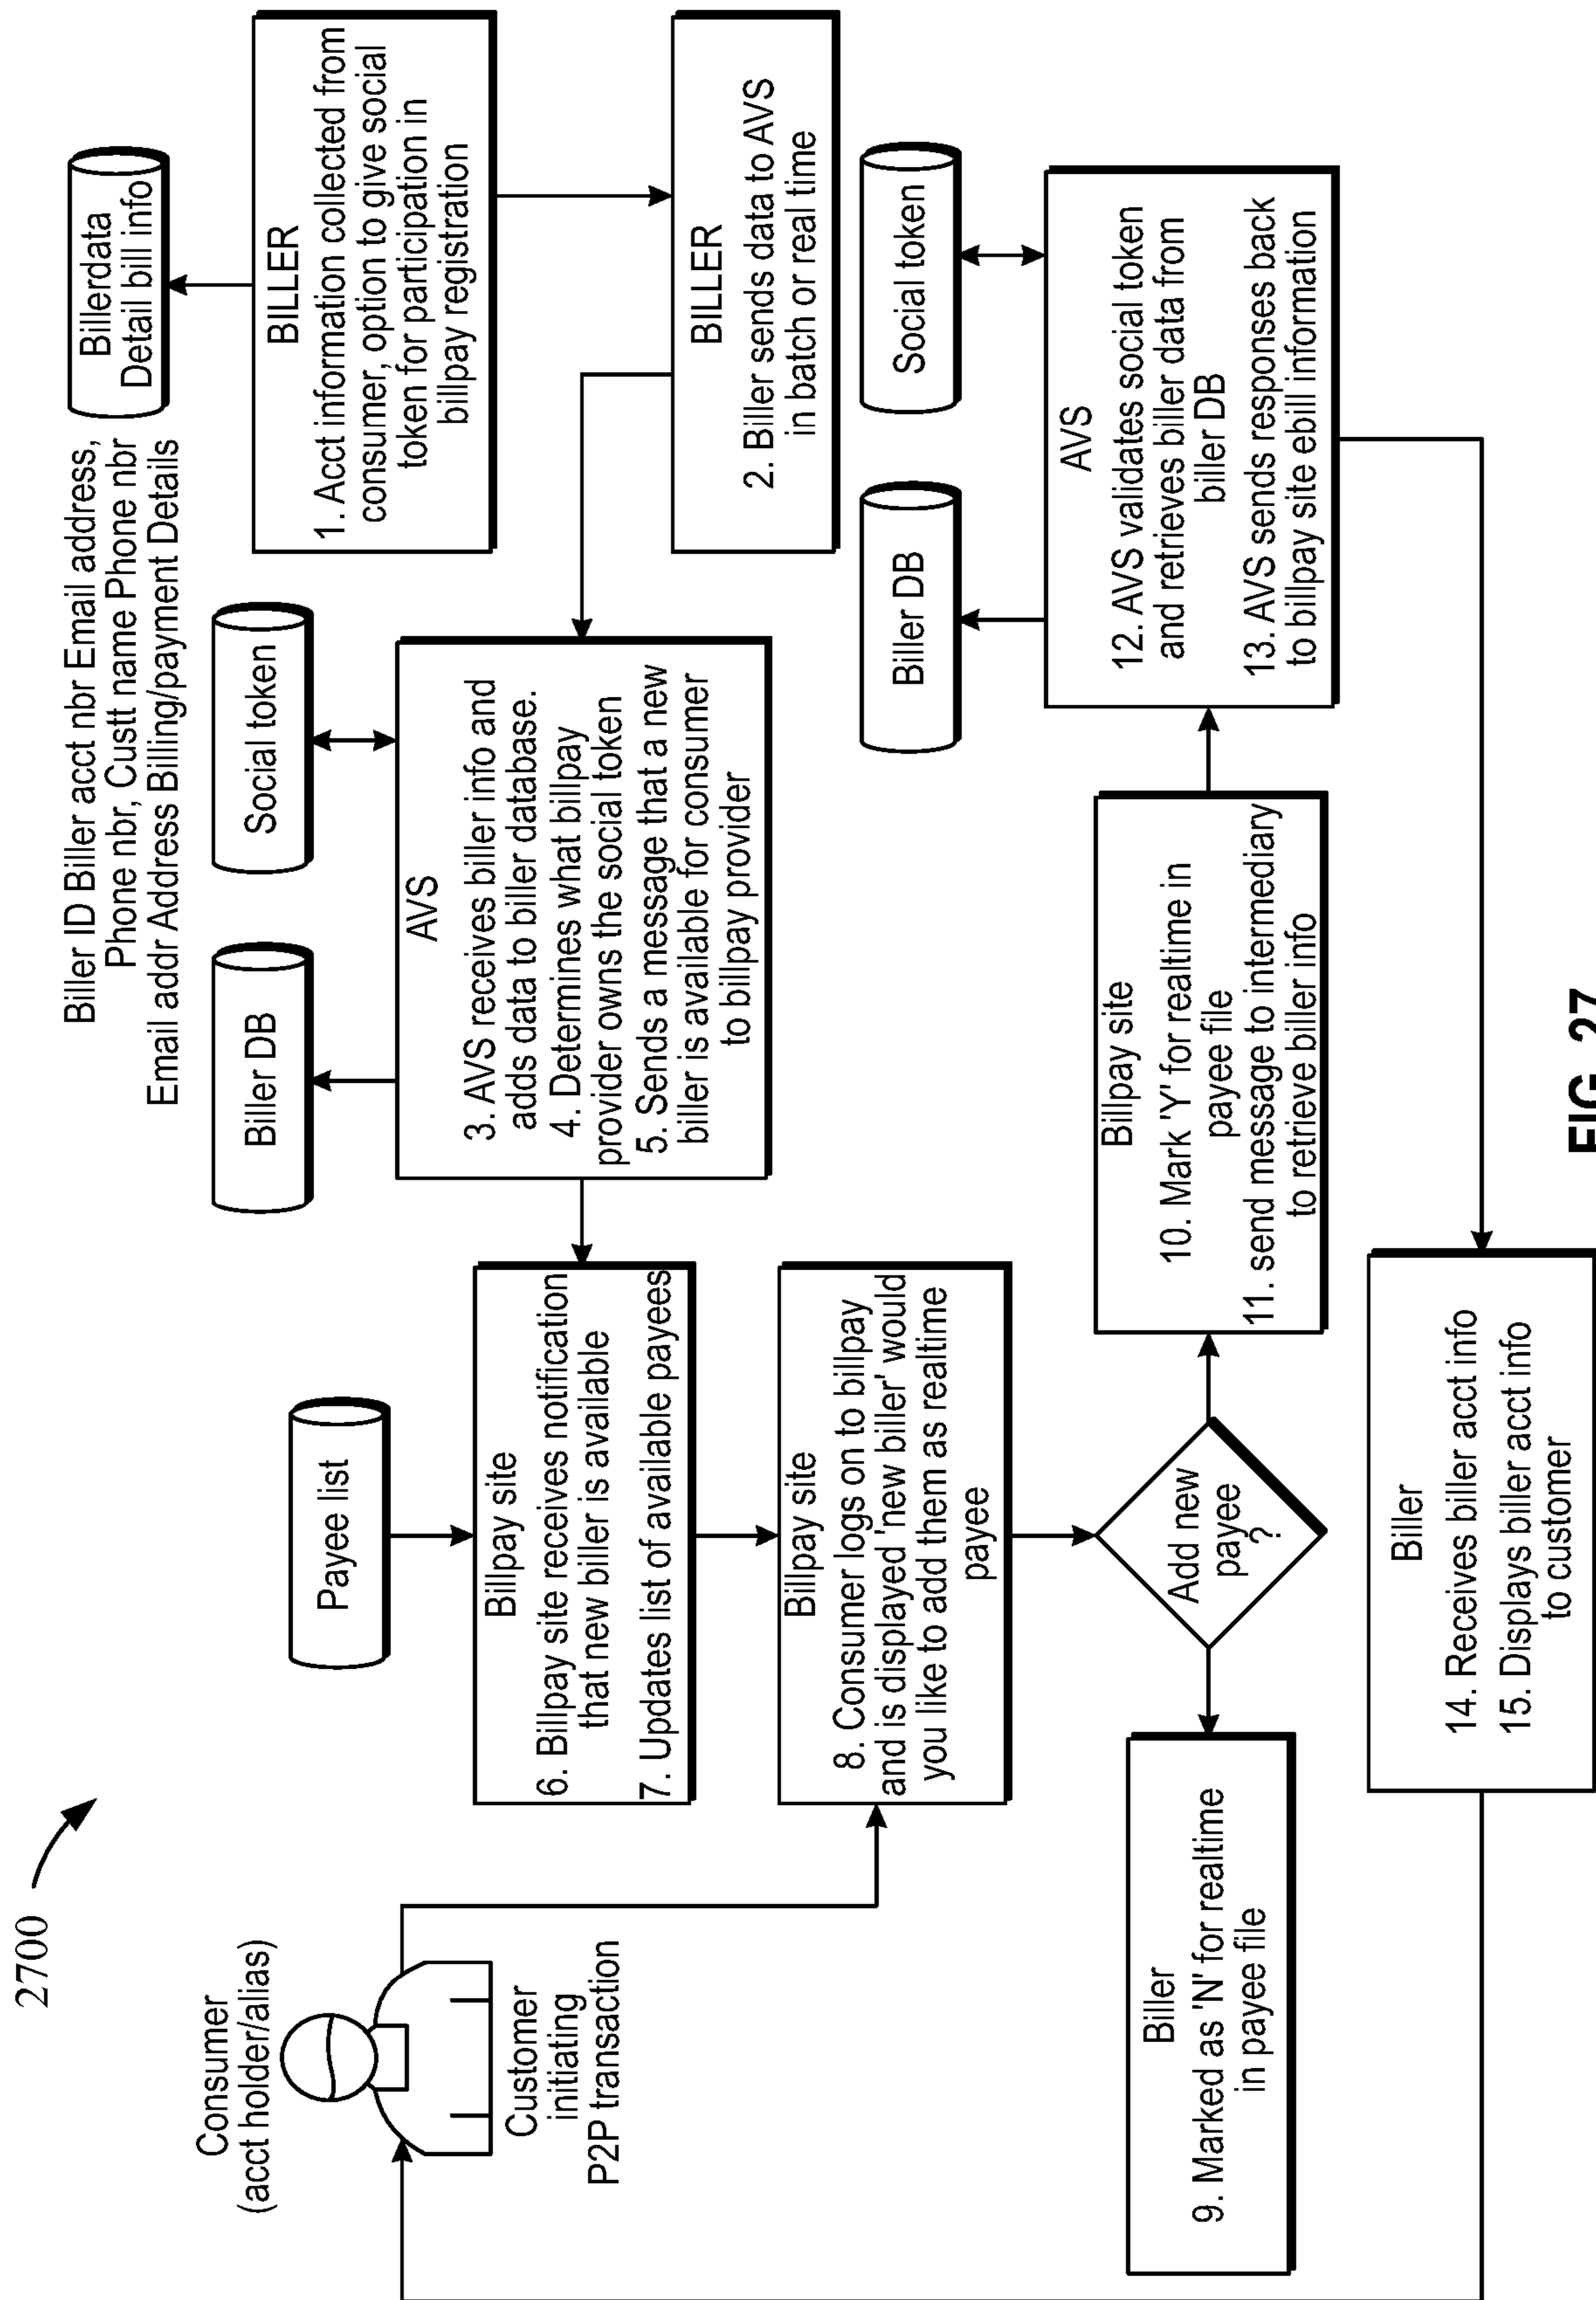 2700
Consumer
(acct holder/alias)
Customer
initiating
P2P transaction
Payee list
Billpay site
6. Billpay site receives notification
that new biller is available
7. Updates list of available payees
Billpay site
8. Consumer logs on to billpay
and is displayed 'new biller' would
you like to add them as realtime
payee
Add new
payee
?
Biller
9. Marked as 'N' for realtime
in payee file
Biller
14. Receives biller acct info
15. Displays biller acct info
to customer
Biller ID Biller acct nbr Email address,
Phone nbr, Custt name Phone nbr
Email addr Address Billing/payment Details
Biller DB
Social token
AVS
3. AVS receives biller info and
adds data to biller database.
4. Determines what billpay
provider owns the social token
5. Sends a message that a new
biller is available for consumer
to billpay provider
Billpay site
10. Mark 'Y' for realtime in
payee file
11. send message to intermediary
to retrieve biller info
Billerdata
Detail bill info
BILLER
1. Acct information collected from
consumer, option to give social
token for participation in
billpay registration
BILLER
2. Biller sends data to AVS
in batch or real time
Biller DB
Social token
AVS
12. AVS validates social token
and retrieves biller data from
biller DB
13. AVS sends responses back
to billpay site ebill information
FIG. 27